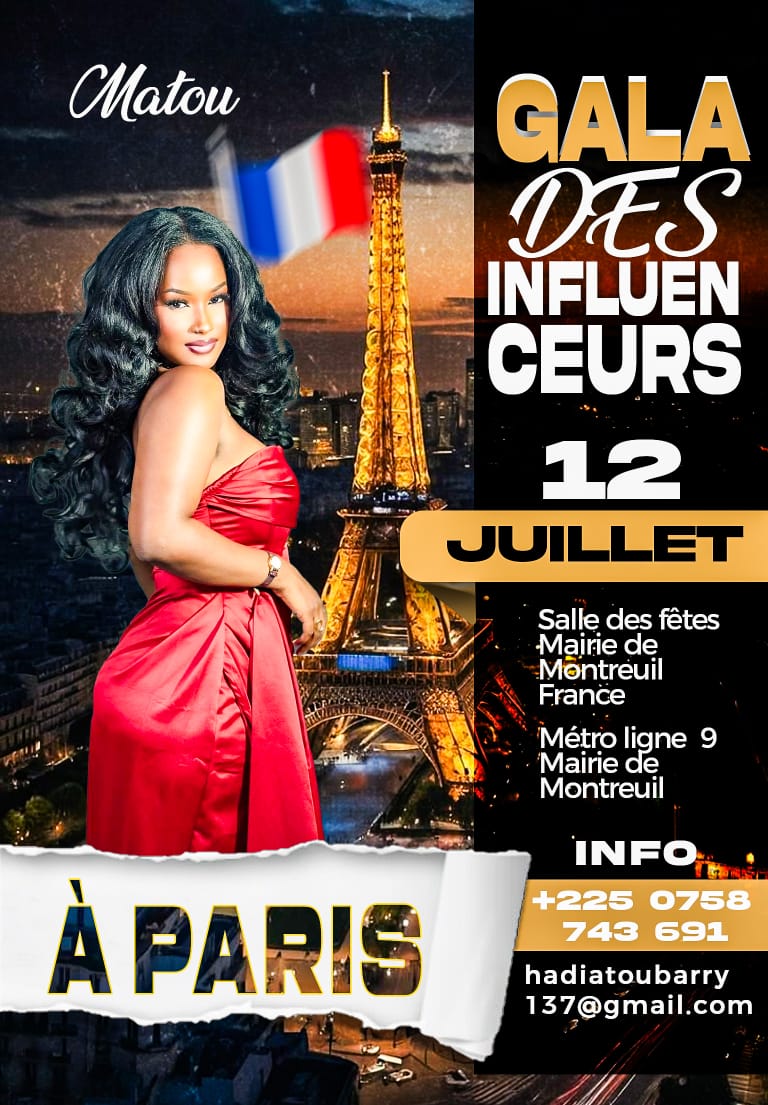 Matou
GALA
DES
INFLUEN
CEURS
12
JUILLET
Salle des fêtes
Mairie de
Montreuil
France
Métro ligne 9
Mairie de
Montreuil
INFO
+225 0758
743 691
hadiatoubarry
137@gmail.com
À PARIS